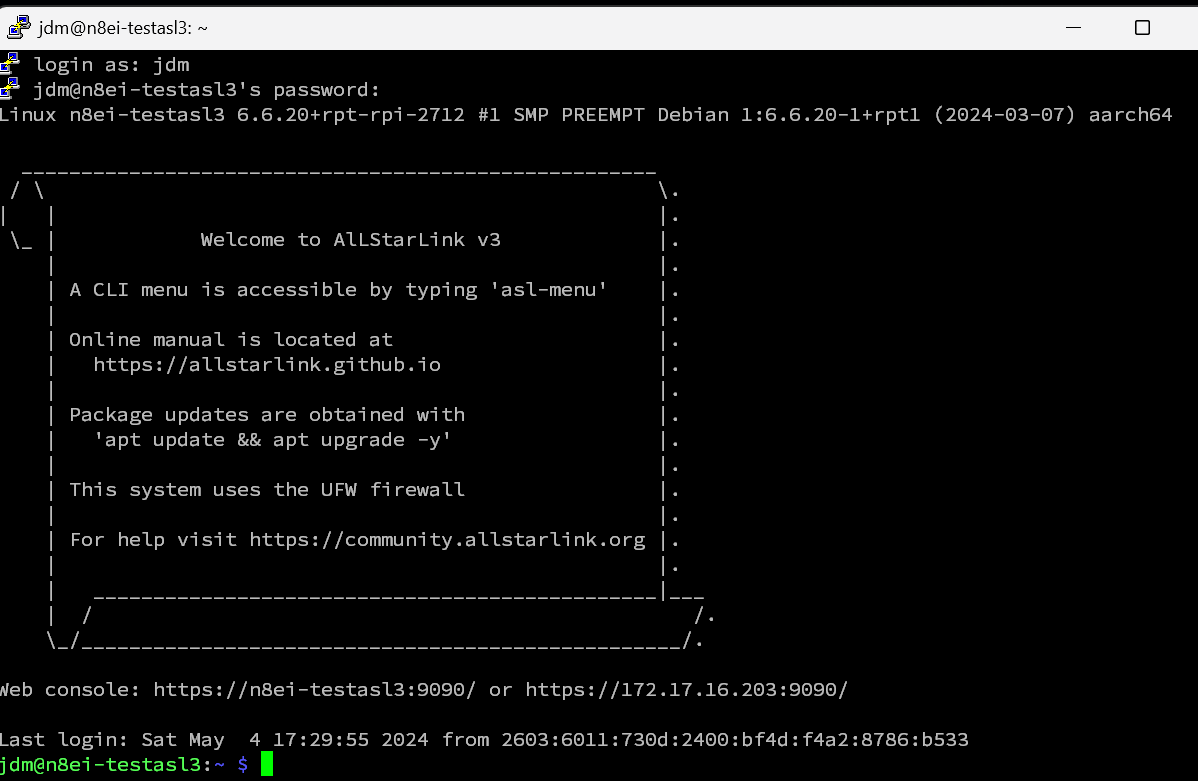 jdm@n8ei-testasl3: ~
login as: jdm
jdm@n8ei-testasl3's password:
Linux n8ei-testasl3 6.6.20+rpt-rpi-2712 #1 SMP PREEMPT Debian 1:6.6.20-1+rpt1 (2024-03-07) aarch64
Welcome to AlLStarLink v3
A CLI menu is accessible by typing 'asl-menu'
Online manual is located at
https://allstarlink.github.io
Package updates are obtained with
'apt update && apt upgrade -y'
This system uses the UFW firewall
For help visit https://community.allstarlink.org
Web console: https://n8ei-testasl3:9090/ or https://172.17.16.203:9090/
Last login: Sat May  4 17:29:55 2024 from 2603:6011:730d:2400:bf4d:f4a2:8786:b533
jdm@n8ei-testasl3:~ $